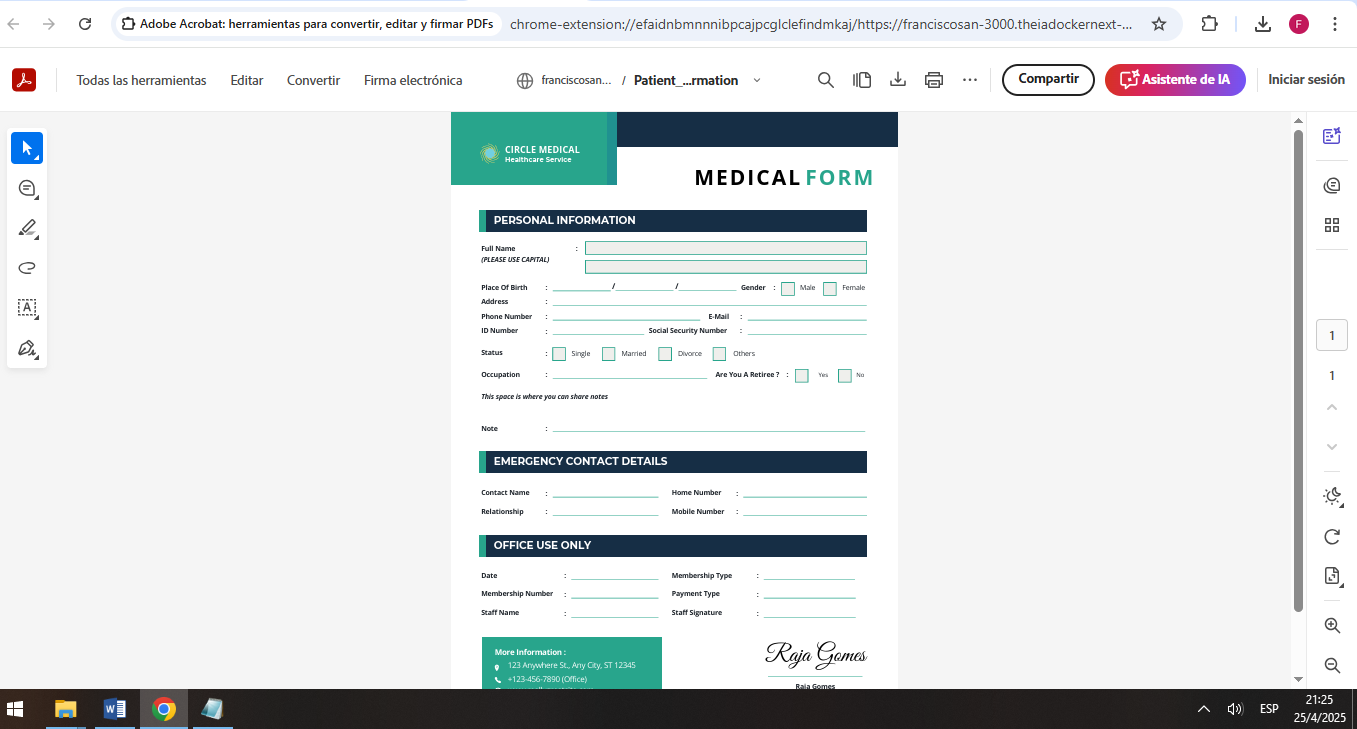 Adobe Acrobat: herramientas para convertir, editar y firmar PDFs
chrome-extension://efaidnbmnnnibpcajpcglclefindmkaj/https://franciscosan-3000.theiadockernext-...
F
Todas las herramientas
Editar
Convertir
Firma electrónica
franciscosan... / Patient_...rmation
Compartir
Asistente de IA
Iniciar sesión
CIRCLE MEDICAL
Healthcare Service
MEDICAL FORM
PERSONAL INFORMATION
Full Name :
(PLEASE USE CAPITAL)
Place Of Birth : / / Gender : Male Female
Address :
Phone Number : E-Mail :
ID Number : Social Security Number :
Status : Single Married Divorce Others
Occupation : Are You A Retiree ? : Yes No
This space is where you can share notes
Note :
EMERGENCY CONTACT DETAILS
Contact Name : Home Number :
Relationship : Mobile Number :
OFFICE USE ONLY
Date : Membership Type :
Membership Number : Payment Type :
Staff Name : Staff Signature :
More Information :
123 Anywhere St., Any City, ST 12345
+123-456-7890 (Office)
Raja Gomes
Raja Gomes
1
1
ESP
21:25
25/4/2025